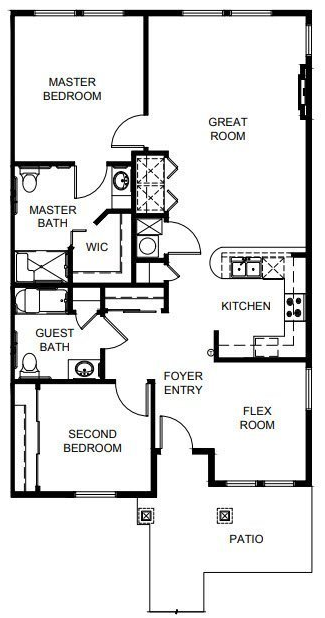 MASTER
BEDROOM
GREAT
ROOM
MASTER
BATH
WIC
KITCHEN
GUEST
BATH
FOYER
ENTRY
FLEX
ROOM
SECOND
BEDROOM
PATIO